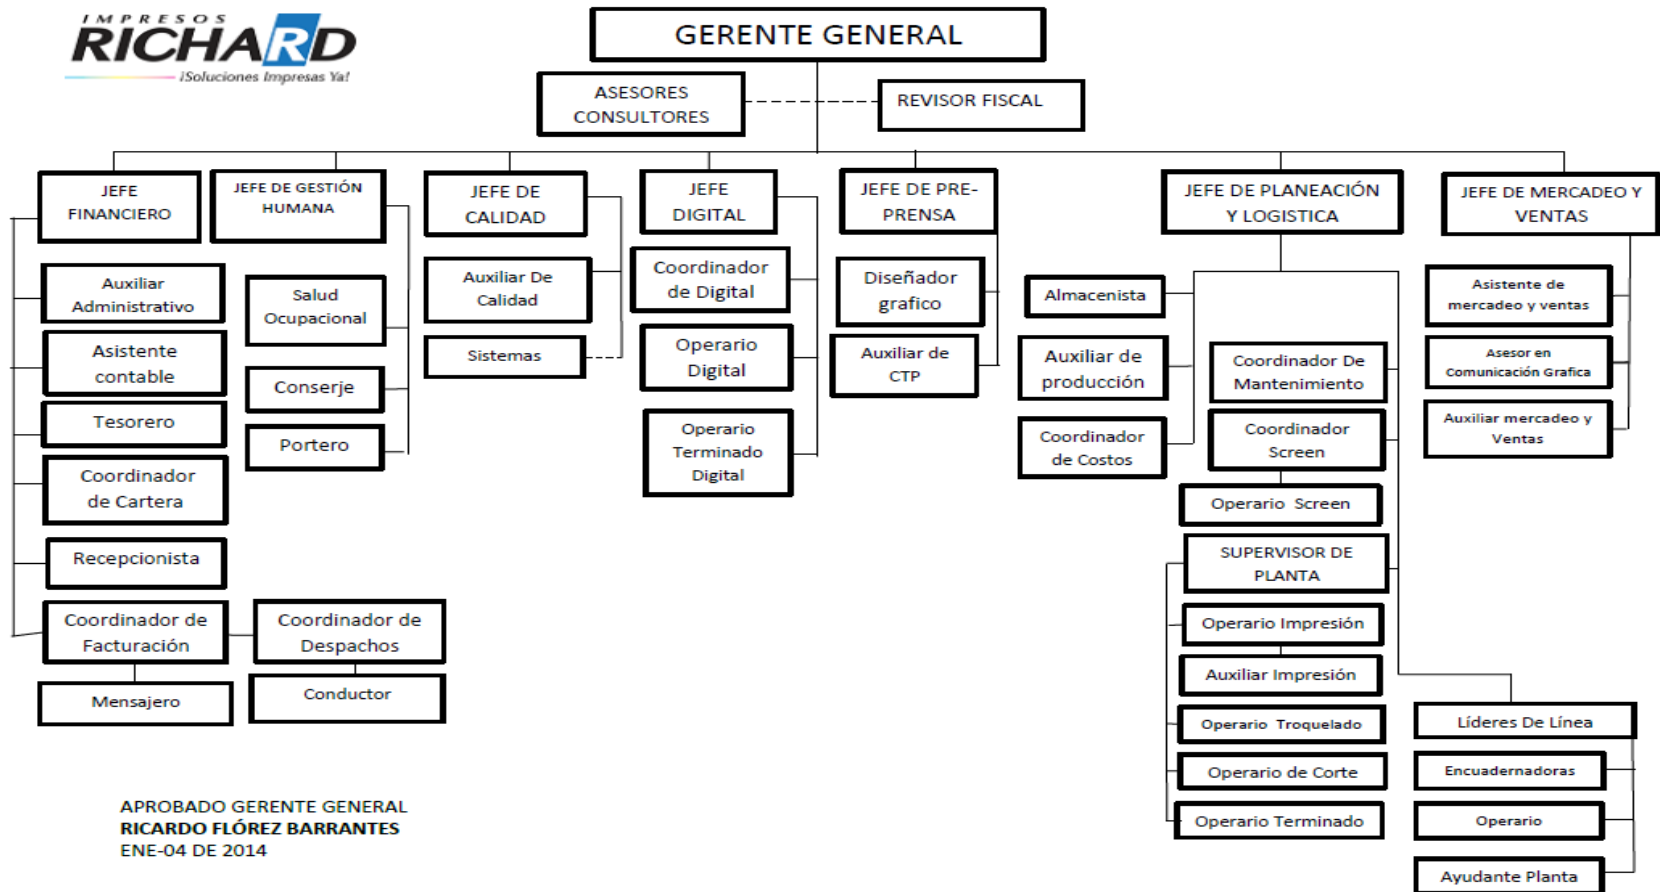 IMPRESOS
RICHARD
¡Soluciones Impresas Ya!
GERENTE GENERAL
ASESORES
CONSULTORES
REVISOR FISCAL
JEFE
FINANCIERO
Auxiliar
Administrativo
Asistente
contable
Tesorero
Coordinador
de Cartera
Recepcionista
Coordinador de
Facturación
Mensajero
Coordinador de
Despachos
Conductor
JEFE DE GESTIÓN
HUMANA
Salud
Ocupacional
Conserje
Portero
JEFE DE
CALIDAD
Auxiliar De
Calidad
Sistemas
JEFE
DIGITAL
Coordinador
de Digital
Operario
Digital
Operario
Terminado
Digital
JEFE DE PRE-
PRENSA
Diseñador
grafico
Auxiliar de
CTP
JEFE DE PLANEACIÓN
Y LOGISTICA
Almacenista
Auxiliar de
producción
Coordinador
de Costos
Coordinador De
Mantenimiento
Coordinador
Screen
Operario Screen
SUPERVISOR DE
PLANTA
Operario Impresión
Auxiliar Impresión
Operario Troquelado
Operario de Corte
Operario Terminado
Líderes De Línea
Encuadernadoras
Operario
Ayudante Planta
JEFE DE MERCADEO Y
VENTAS
Asistente de
mercadeo y ventas
Asesor en
Comunicación Grafica
Auxiliar mercadeo y
Ventas
APROBADO GERENTE GENERAL
RICARDO FLÓREZ BARRANTES
ENE-04 DE 2014